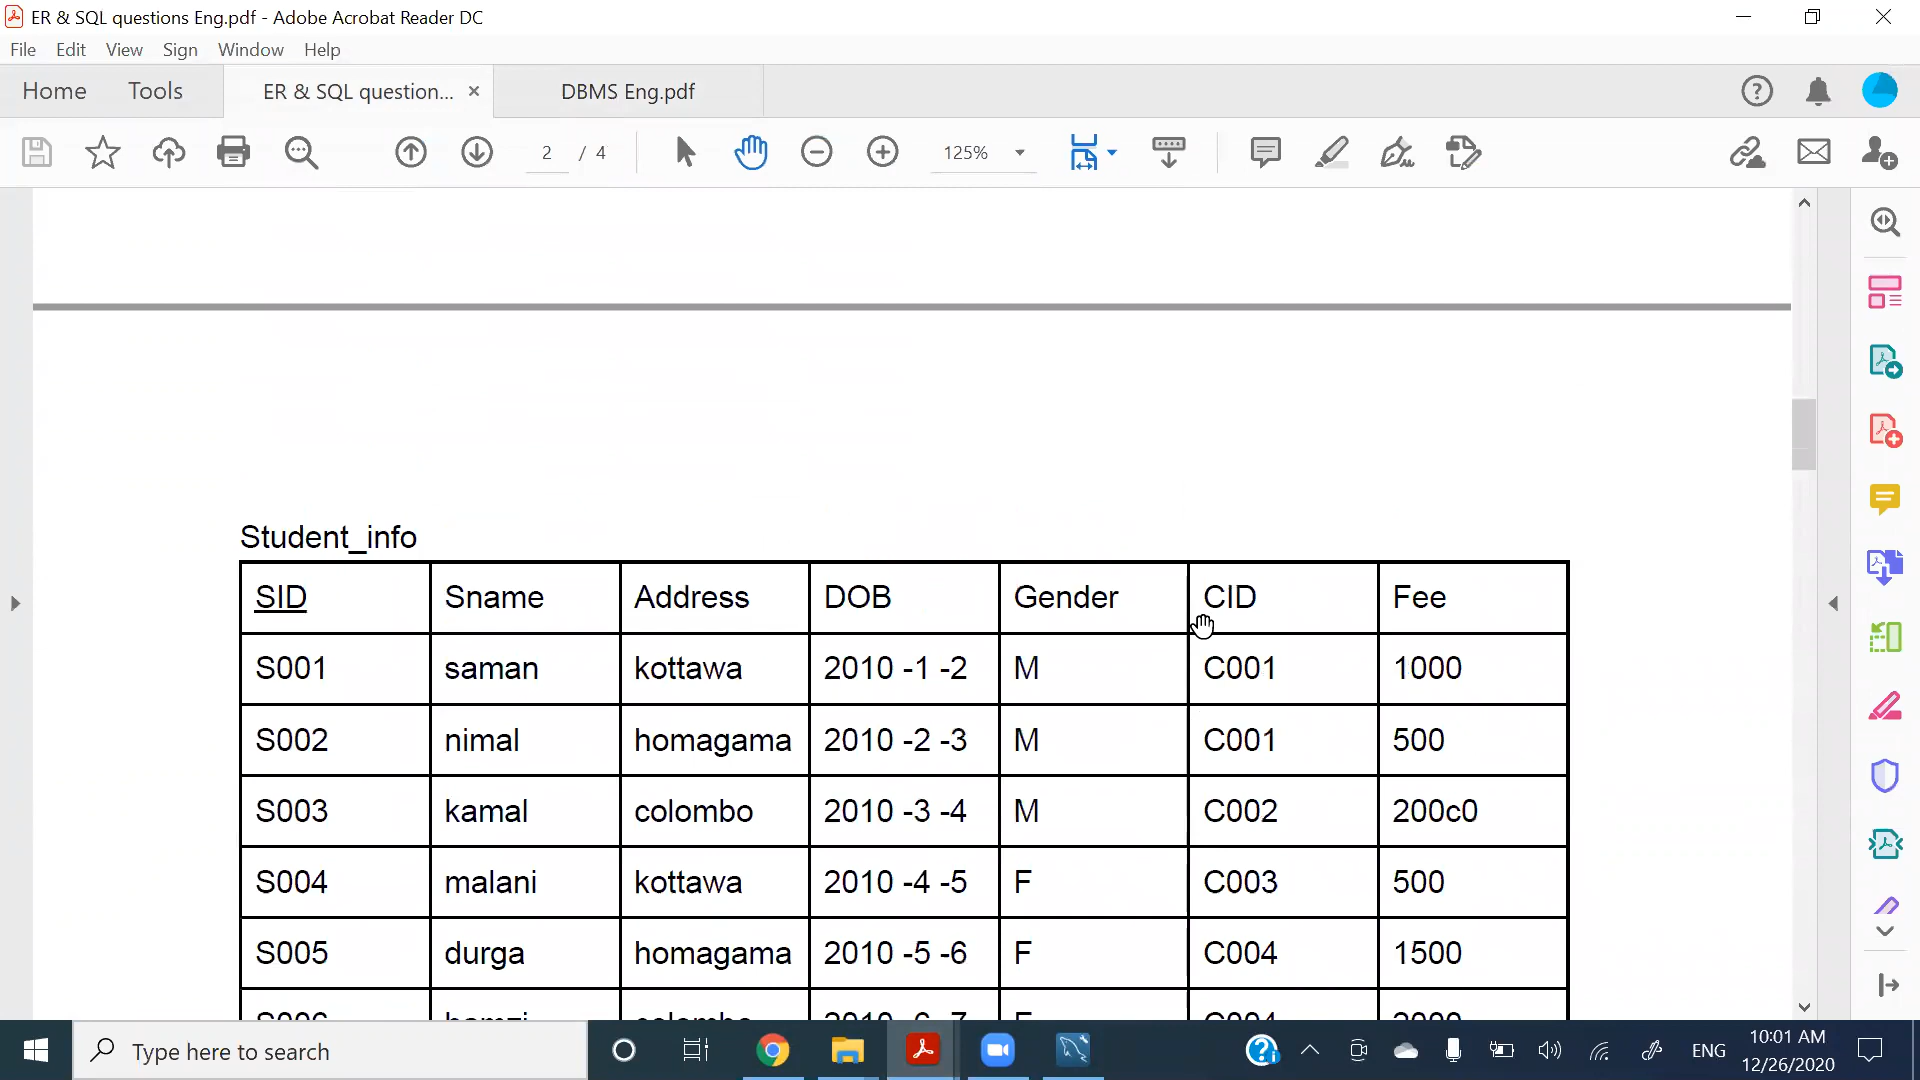 ER & SQL questions Eng.pdf - Adobe Acrobat Reader DC
File Edit View Sign Window Help
Home Tools ER & SQL question... DBMS Eng.pdf
2 / 4 125%
Student_info
SID Sname Address DOB Gender CID Fee
S001 saman kottawa 2010 -1 -2 M C001 1000
S002 nimal homagama 2010 -2 -3 M C001 500
S003 kamal colombo 2010 -3 -4 M C002 200c0
S004 malani kottawa 2010 -4 -5 F C003 500
S005 durga homagama 2010 -5 -6 F C004 1500
Type here to search ENG
10:01 AM
12/26/2020